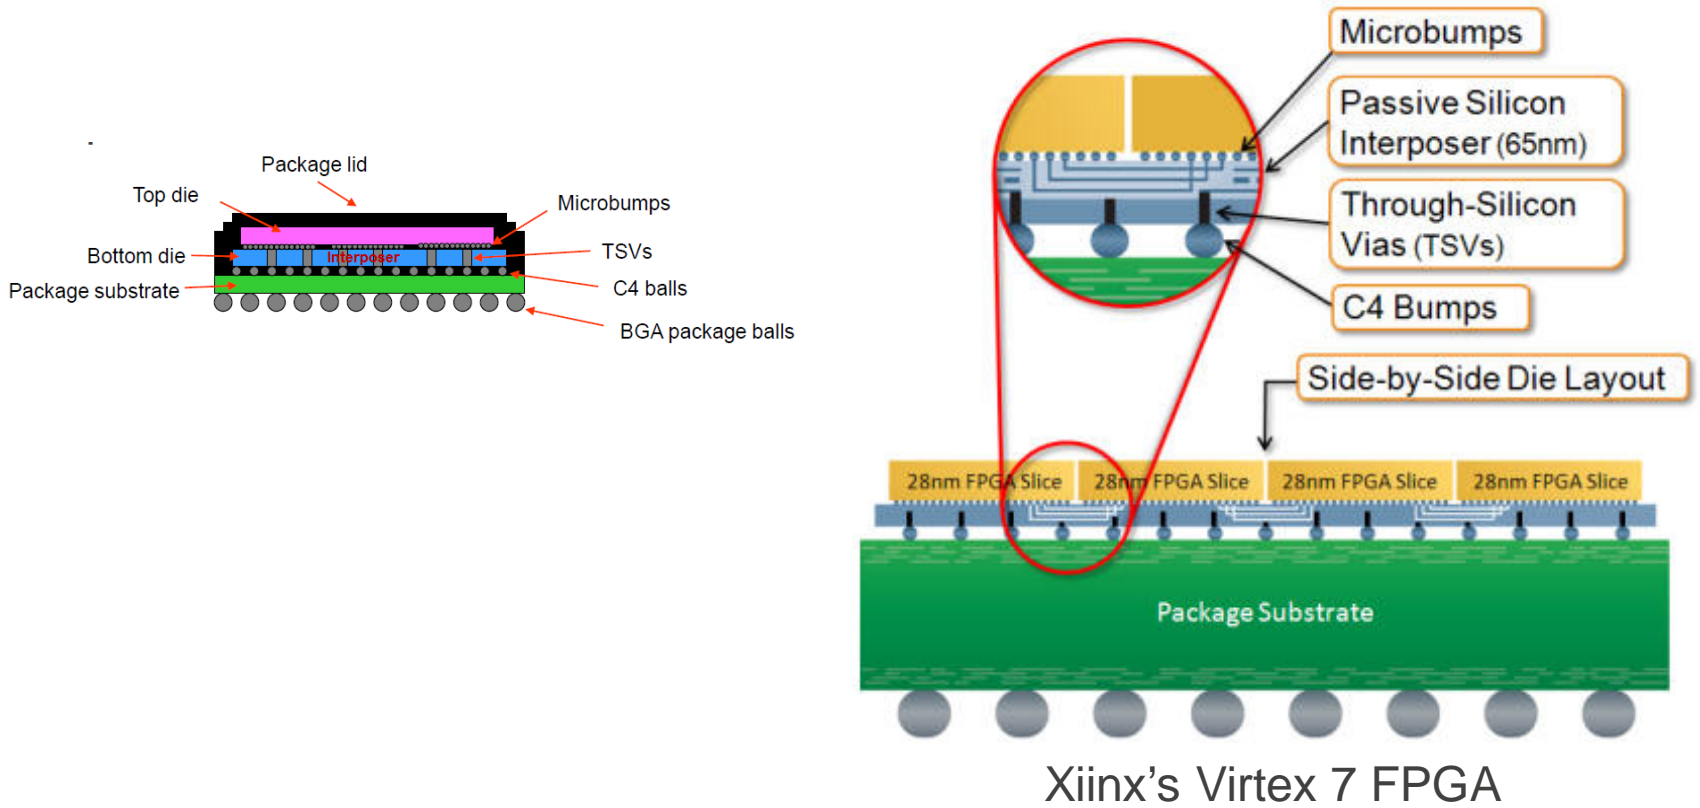 -
Package lid
Top die
Microbumps
Bottom die
Interposer
TSVs
Package substrate
C4 balls
BGA package balls
Microbumps
Passive Silicon
Interposer (65nm)
Through-Silicon
Vias (TSVs)
C4 Bumps
Side-by-Side Die Layout
28nm FPGA Slice
28nm FPGA Slice
28nm FPGA Slice
28nm FPGA Slice
Package Substrate
Xiinx's Virtex 7 FPGA